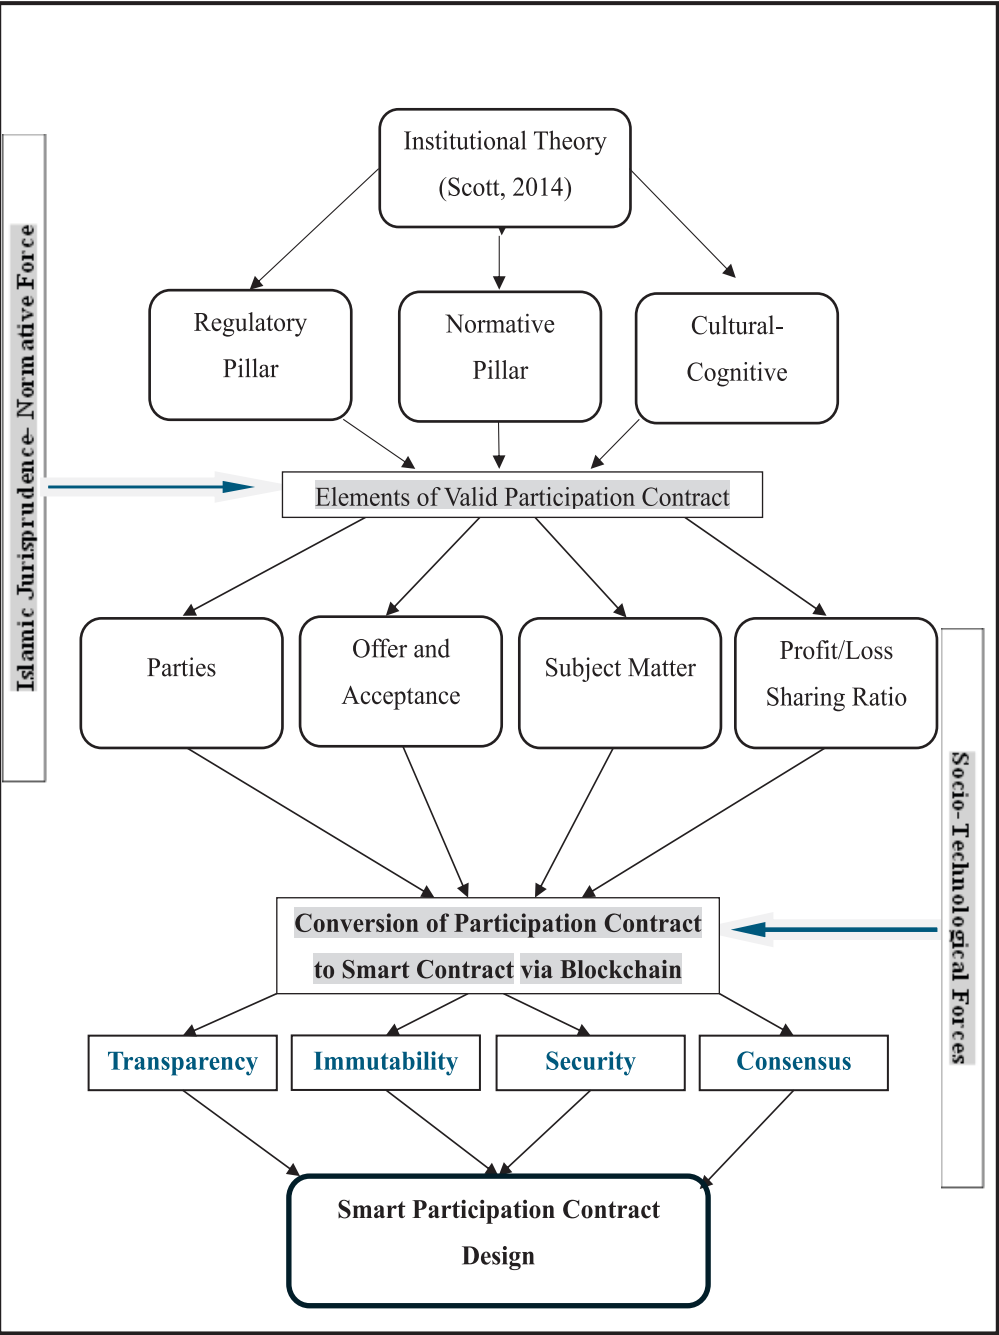 Institutional Theory
(Scott, 2014)
Islamic Jurisprudence- Normative Force
Regulatory
Pillar
Normative
Pillar
Cultural-
Cognitive
Elements of Valid Participation Contract
Parties
Offer and
Acceptance
Subject Matter
Profit/Loss
Sharing Ratio
Socio-Technological Forces
Conversion of Participation Contract
to Smart Contract via Blockchain
Transparency
Immutability
Security
Consensus
Smart Participation Contract
Design